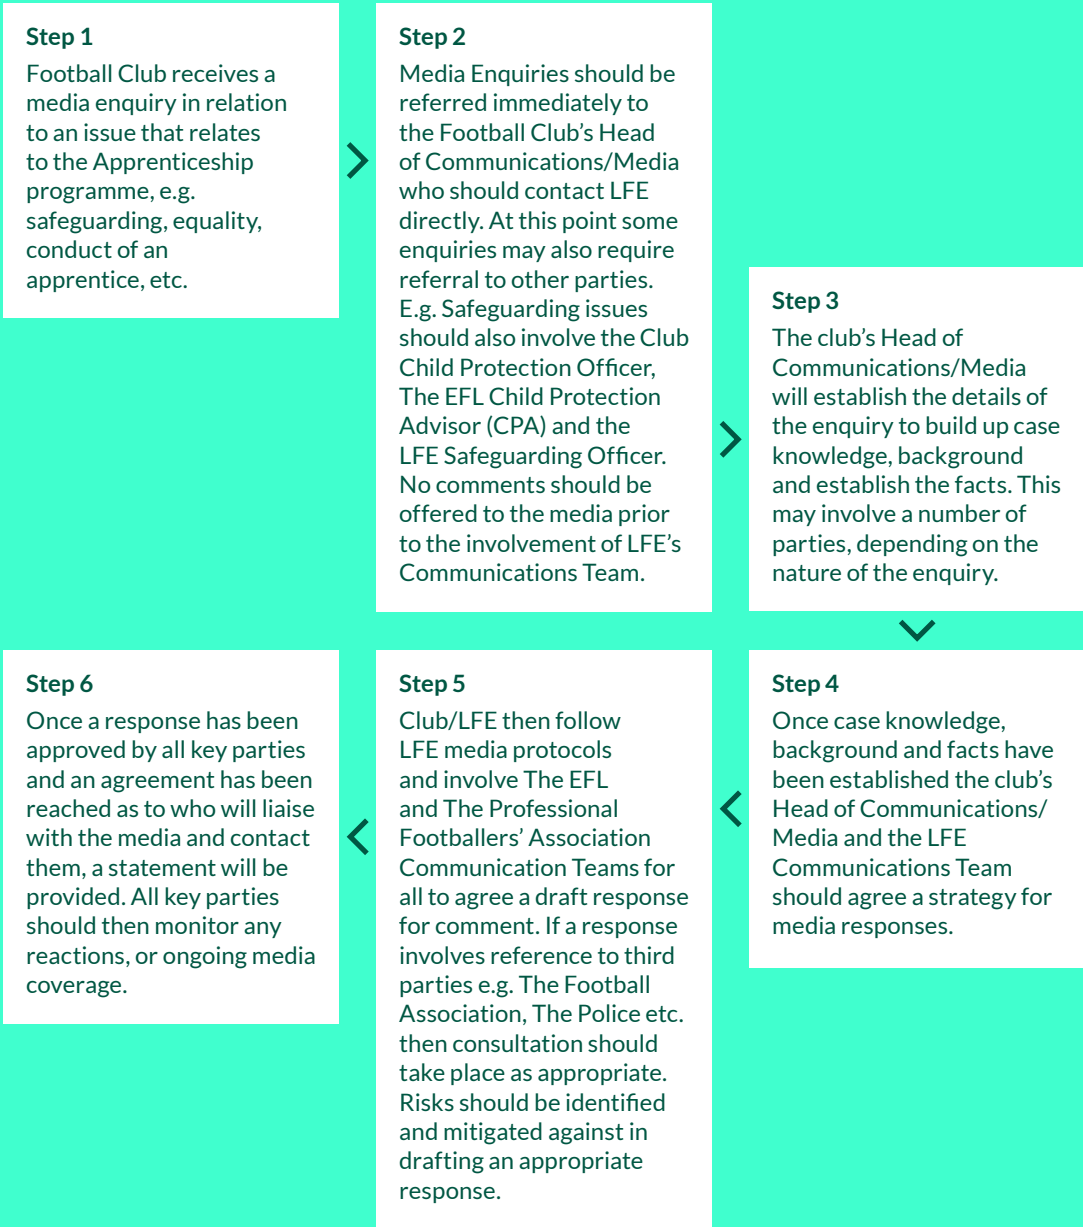 Step 1
Football Club receives a
media enquiry in relation
to an issue that relates
to the Apprenticeship
programme, e.g.
safeguarding, equality,
conduct of an
apprentice, etc.
Step 2
Media Enquiries should be
referred immediately to
the Football Club’s Head
of Communications/Media
who should contact LFE
directly. At this point some
enquiries may also require
referral to other parties.
E.g. Safeguarding issues
should also involve the Club
Child Protection Officer,
The EFL Child Protection
Advisor (CPA) and the
LFE Safeguarding Officer.
No comments should be
offered to the media prior
to the involvement of LFE’s
Communications Team.
Step 3
The club’s Head of
Communications/Media
will establish the details of
the enquiry to build up case
knowledge, background
and establish the facts. This
may involve a number of
parties, depending on the
nature of the enquiry.
Step 4
Once case knowledge,
background and facts have
been established the club’s
Head of Communications/
Media and the LFE
Communications Team
should agree a strategy for
media responses.
Step 5
Club/LFE then follow
LFE media protocols
and involve The EFL
and The Professional
Footballers’ Association
Communication Teams for
all to agree a draft response
for comment. If a response
involves reference to third
parties e.g. The Football
Association, The Police etc.
then consultation should
take place as appropriate.
Risks should be identified
and mitigated against in
drafting an appropriate
response.
Step 6
Once a response has been
approved by all key parties
and an agreement has been
reached as to who will liaise
with the media and contact
them, a statement will be
provided. All key parties
should then monitor any
reactions, or ongoing media
coverage.